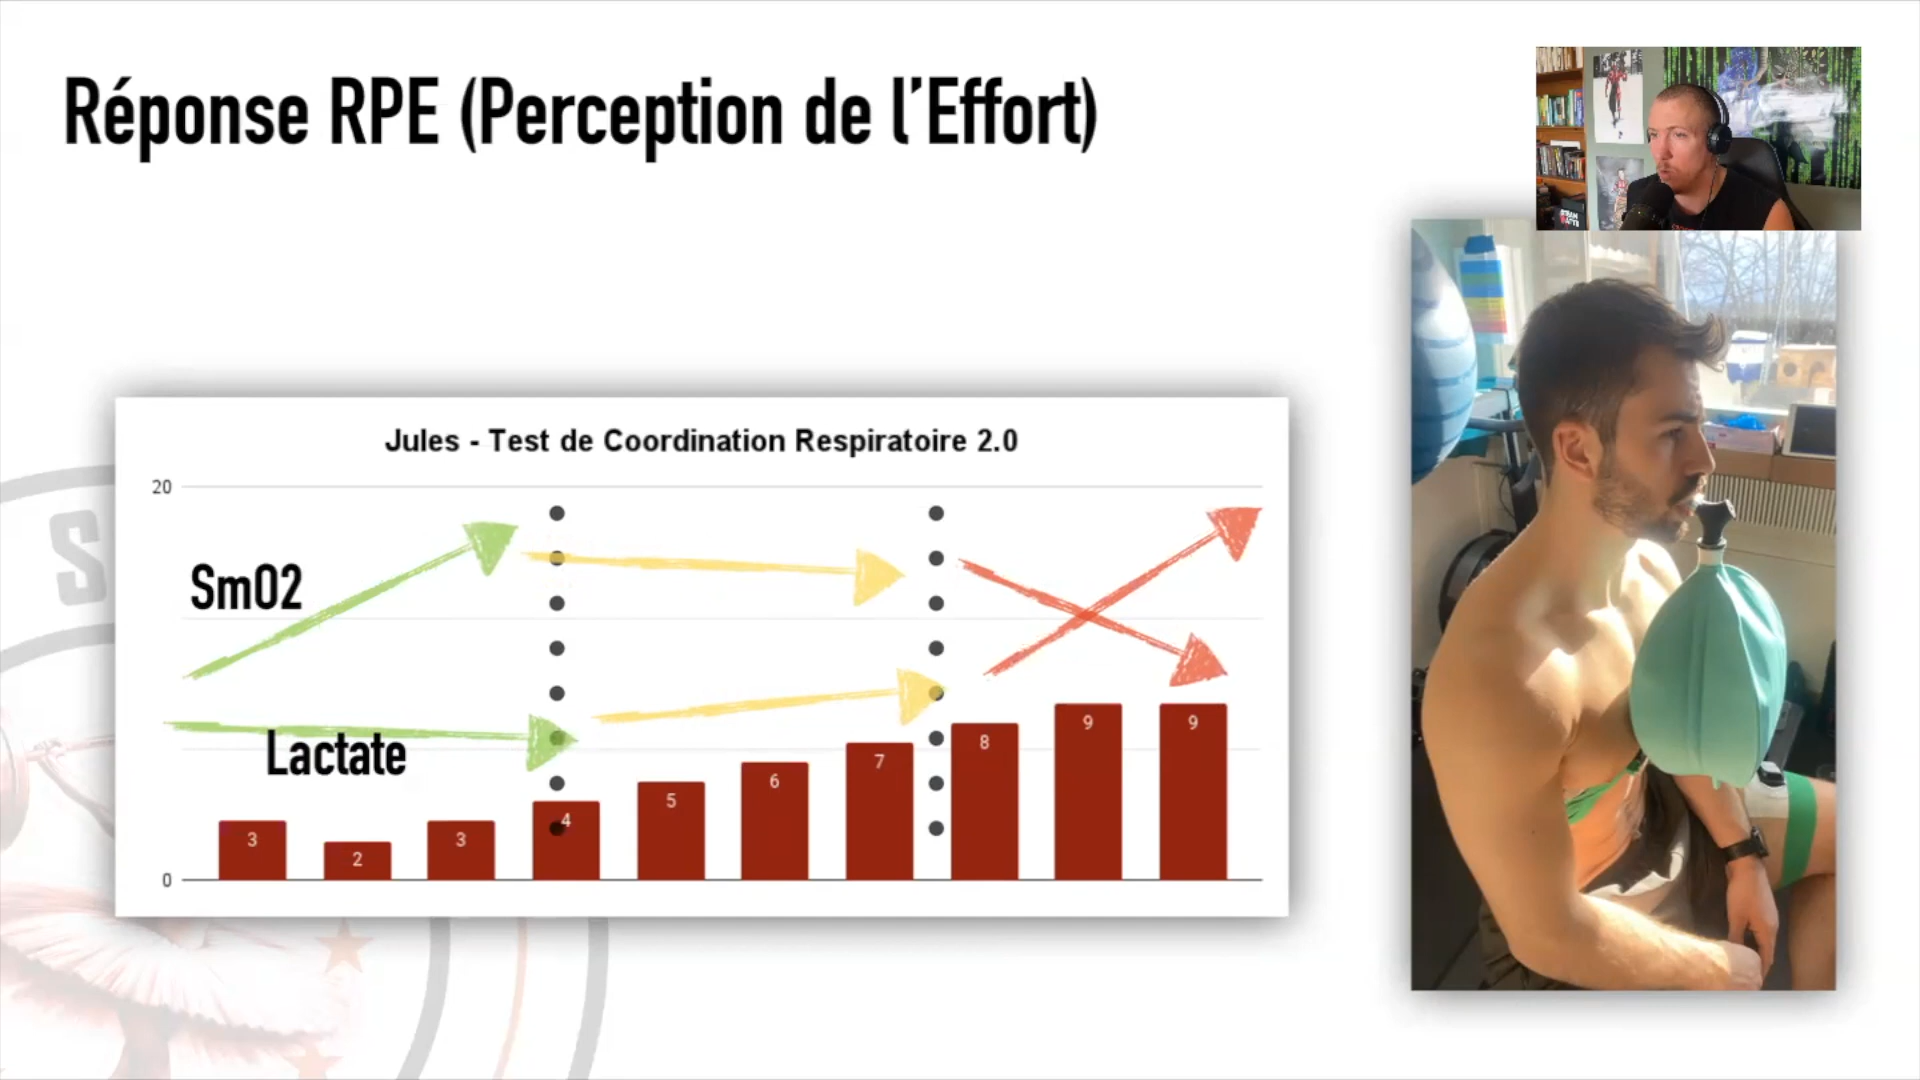 Réponse RPE (Perception de l'Effort)
Jules - Test de Coordination Respiratoire 2.0
20
SmO2
Lactate
0
3
2
3
4
5
6
7
8
9
9
S